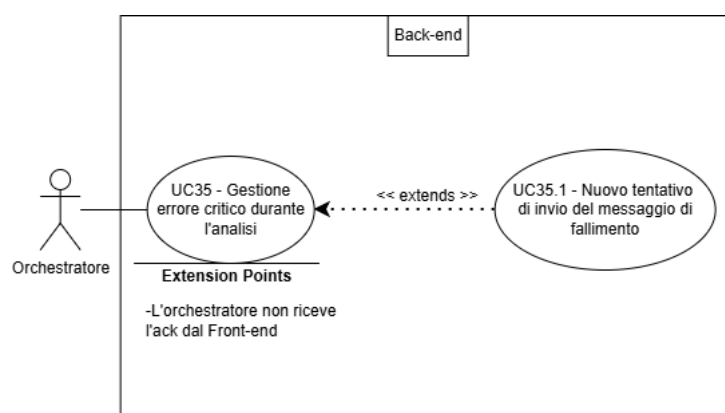 Back-end
UC35 - Gestione
errore critico durante
l'analisi
<< extends >>
UC35.1 - Nuovo tentativo
di invio del messaggio di
fallimento
Orchestratore
Extension Points
-L'orchestratore non riceve
l'ack dal Front-end